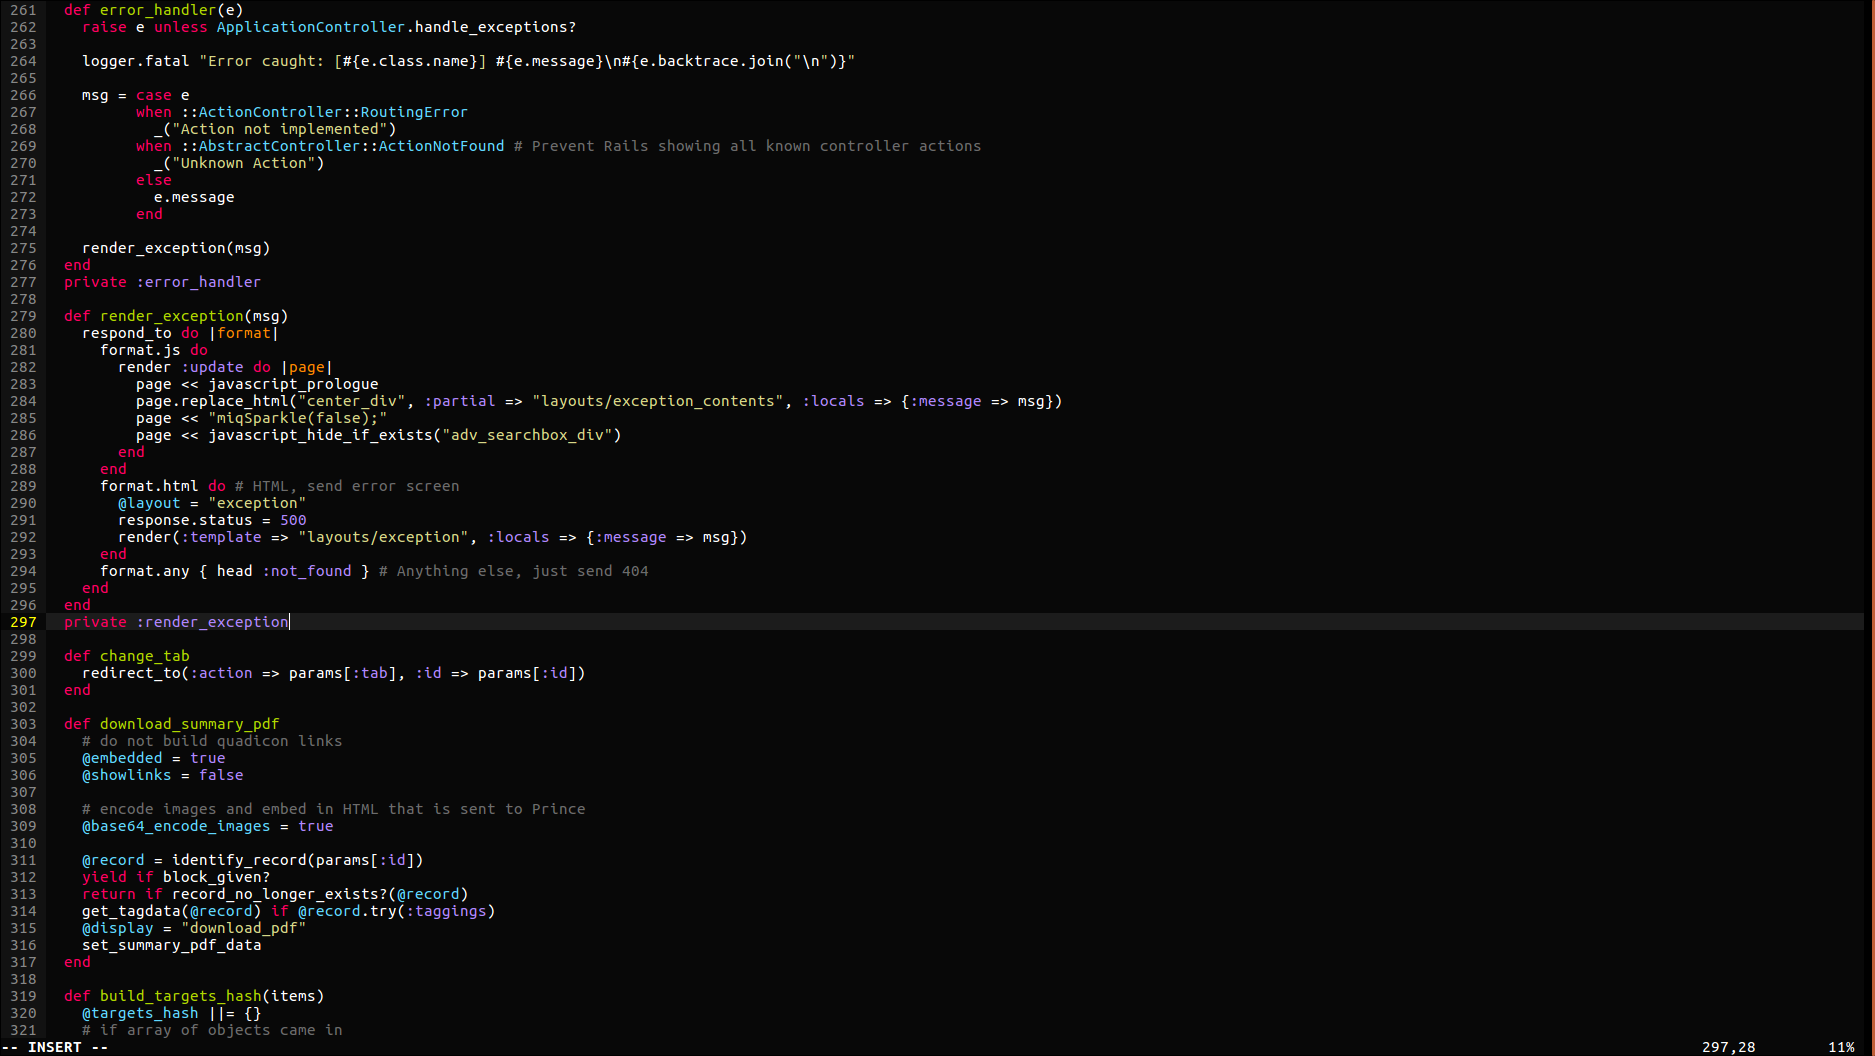 261   def error_handler(e)
262     raise e unless ApplicationController.handle_exceptions?
263
264     logger.fatal "Error caught: [#{e.class.name}] #{e.message}\n#{e.backtrace.join("\n")}"
265
266     msg = case e
267           when ::ActionController::RoutingError
268             _("Action not implemented")
269           when ::AbstractController::ActionNotFound # Prevent Rails showing all known controller actions
270             _("Unknown Action")
271           else
272             e.message
273           end
274
275     render_exception(msg)
276   end
277   private :error_handler
278
279   def render_exception(msg)
280     respond_to do |format|
281       format.js do
282         render :update do |page|
283           page << javascript_prologue
284           page.replace_html("center_div", :partial => "layouts/exception_contents", :locals => {:message => msg})
285           page << "miqSparkle(false);"
286           page << javascript_hide_if_exists("adv_searchbox_div")
287         end
288       end
289       format.html do # HTML, send error screen
290         @layout = "exception"
291         response.status = 500
292         render(:template => "layouts/exception", :locals => {:message => msg})
293       end
294       format.any { head :not_found } # Anything else, just send 404
295     end
296   end
297   private :render_exception
298
299   def change_tab
300     redirect_to(:action => params[:tab], :id => params[:id])
301   end
302
303   def download_summary_pdf
304     # do not build quadicon links
305     @embedded = true
306     @showlinks = false
307
308     # encode images and embed in HTML that is sent to Prince
309     @base64_encode_images = true
310
311     @record = identify_record(params[:id])
312     yield if block_given?
313     return if record_no_longer_exists?(@record)
314     get_tagdata(@record) if @record.try(:taggings)
315     @display = "download_pdf"
316     set_summary_pdf_data
317   end
318
319   def build_targets_hash(items)
320     @targets_hash ||= {}
321     # if array of objects came in
-- INSERT -- 297,28 11%